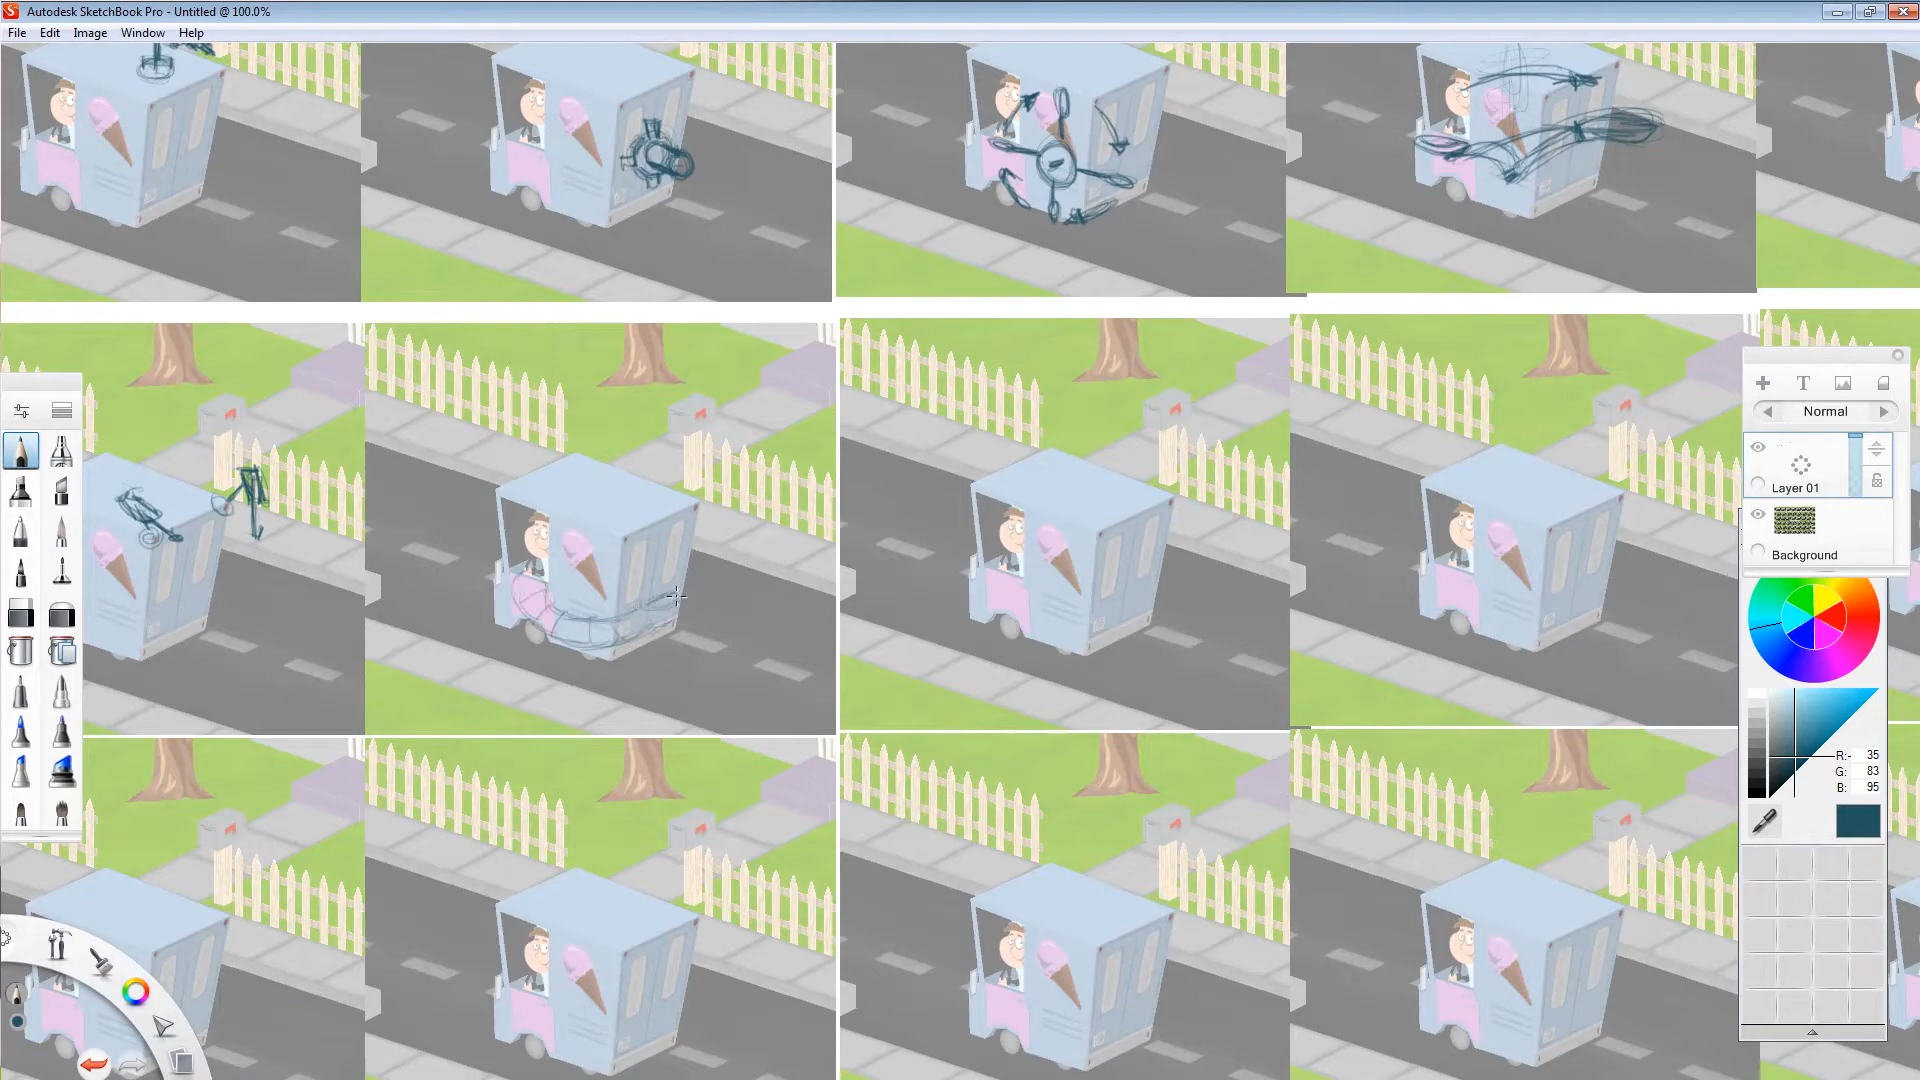 Autodesk SketchBook Pro - Untitled @ 100.0%
File Edit Image Window Help
T
Normal
Layer 01
Background
R: 35
G: 83
B: 95